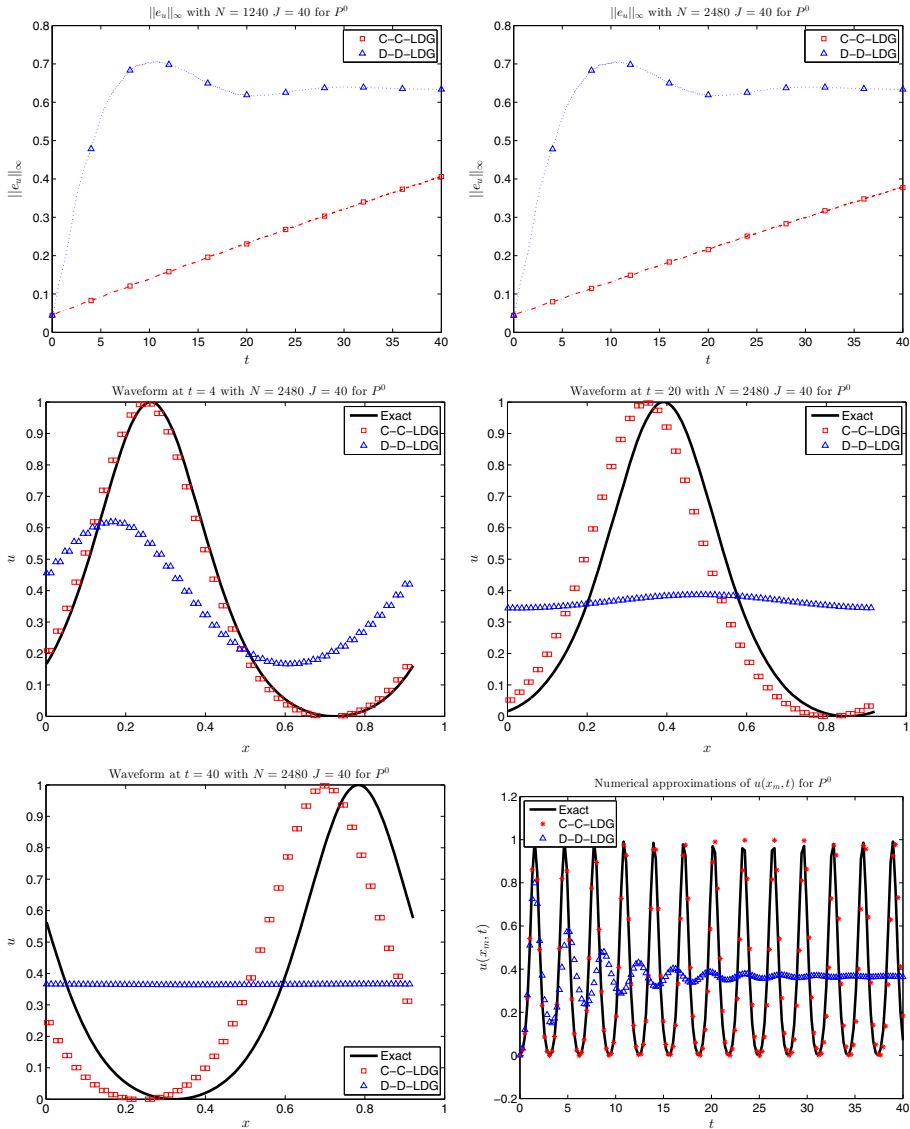 ||e_u||_∞ with N = 1240 J = 40 for P^0
0.8
0.7
0.6
0.5
0.4
0.3
0.2
0.1
0
||e_u||_∞
C−C−LDG
D−D−LDG
0 5 10 15 20 25 30 35 40
t
||e_u||_∞ with N = 2480 J = 40 for P^0
0.8
0.7
0.6
0.5
0.4
0.3
0.2
0.1
0
||e_u||_∞
C−C−LDG
D−D−LDG
0 5 10 15 20 25 30 35 40
t
Waveform at t = 4 with N = 2480 J = 40 for P^0
1
0.9
0.8
0.7
0.6
0.5
0.4
0.3
0.2
0.1
0
u
Exact
C−C−LDG
D−D−LDG
0 0.2 0.4 0.6 0.8 1
x
Waveform at t = 20 with N = 2480 J = 40 for P^0
1
0.9
0.8
0.7
0.6
0.5
0.4
0.3
0.2
0.1
0
u
Exact
C−C−LDG
D−D−LDG
0 0.2 0.4 0.6 0.8 1
x
Waveform at t = 40 with N = 2480 J = 40 for P^0
1
0.9
0.8
0.7
0.6
0.5
0.4
0.3
0.2
0.1
0
u
Exact
C−C−LDG
D−D−LDG
0 0.2 0.4 0.6 0.8 1
x
Numerical approximations of u(x_m, t) for P^0
1.2
1
0.8
0.6
0.4
0.2
0
−0.2
u(x_m, t)
Exact
C−C−LDG
D−D−LDG
0 5 10 15 20 25 30 35 40
t